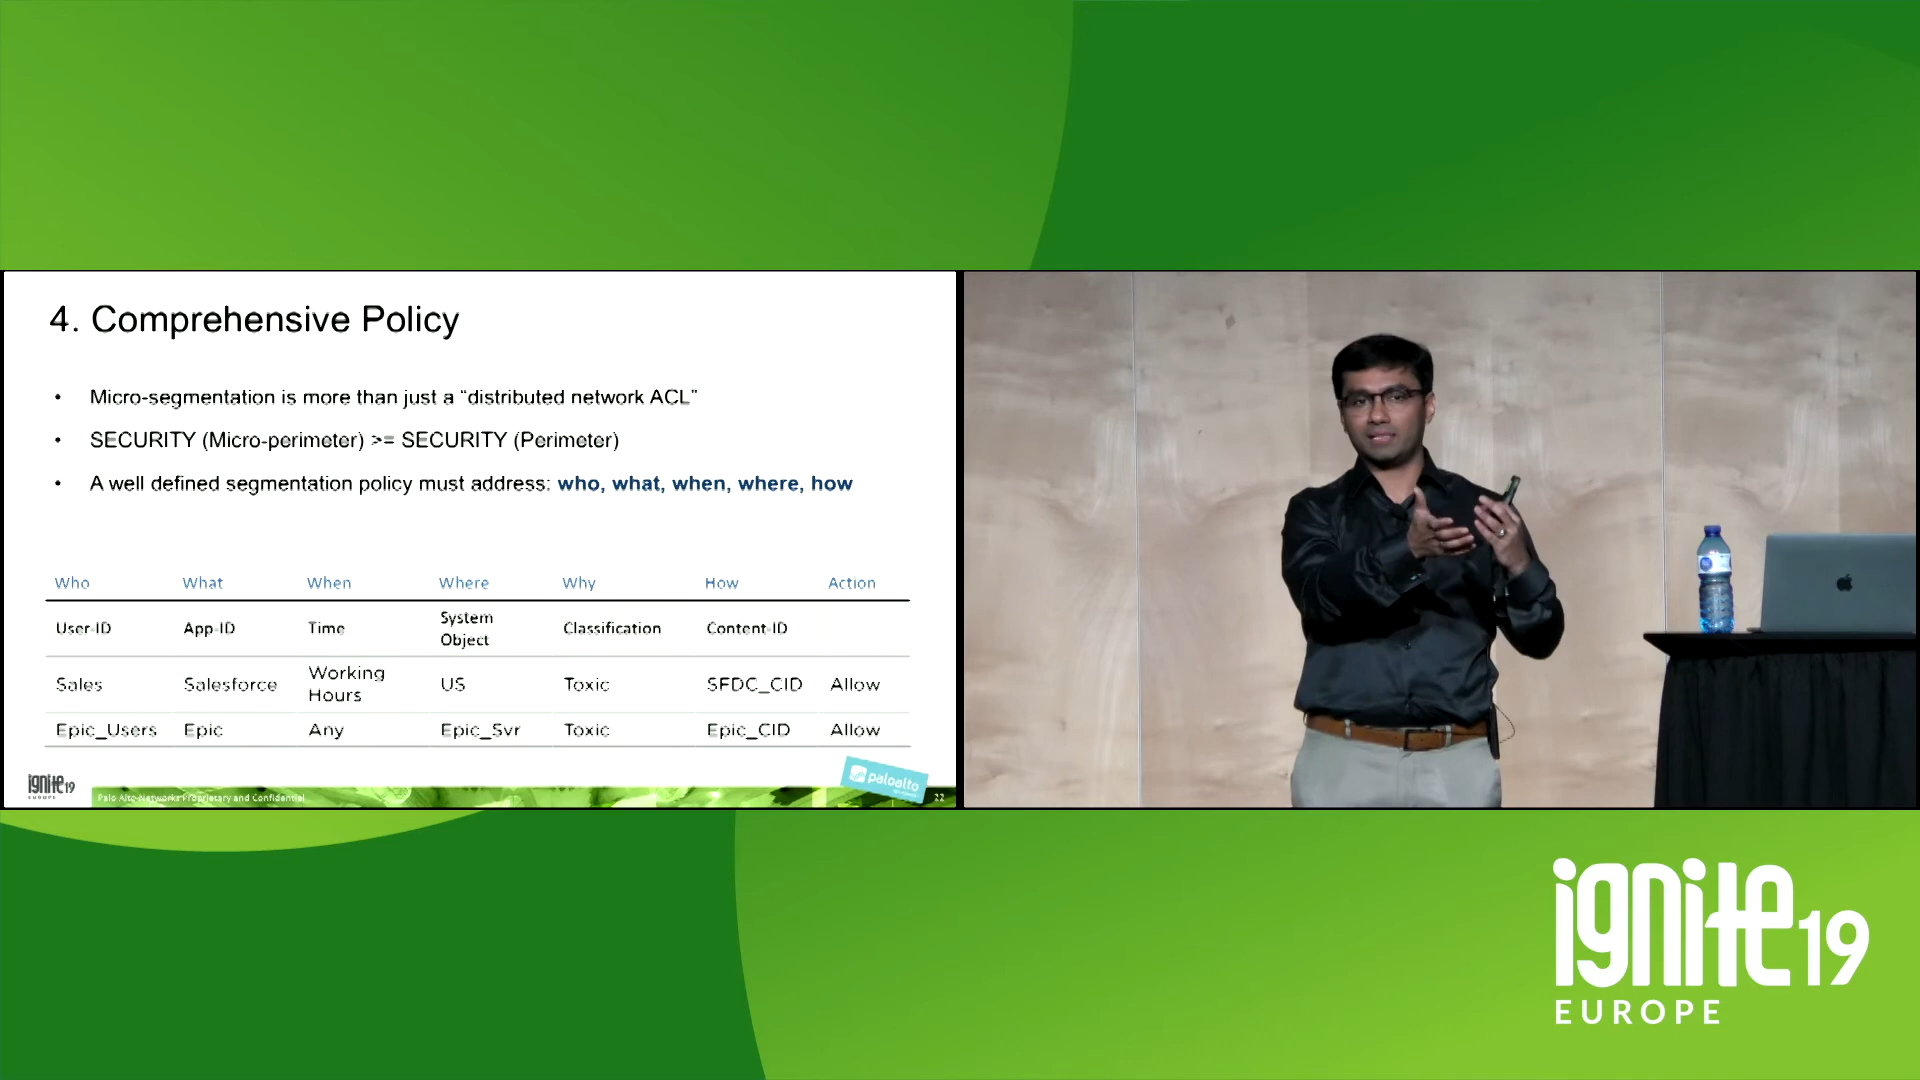 4. Comprehensive Policy
• Micro-segmentation is more than just a “distributed network ACL”
• SECURITY (Micro-perimeter) >= SECURITY (Perimeter)
• A well defined segmentation policy must address: who, what, when, where, how
Who What When Where Why How Action
User-ID App-ID Time System Object Classification Content-ID
Sales Salesforce Working Hours US Toxic SFDC_CID Allow
Epic_Users Epic Any Epic_Svr Toxic Epic_CID Allow
ignite19
EUROPE
Palo Alto Networks Proprietary and Confidential
paloalto
22
ignite19
EUROPE